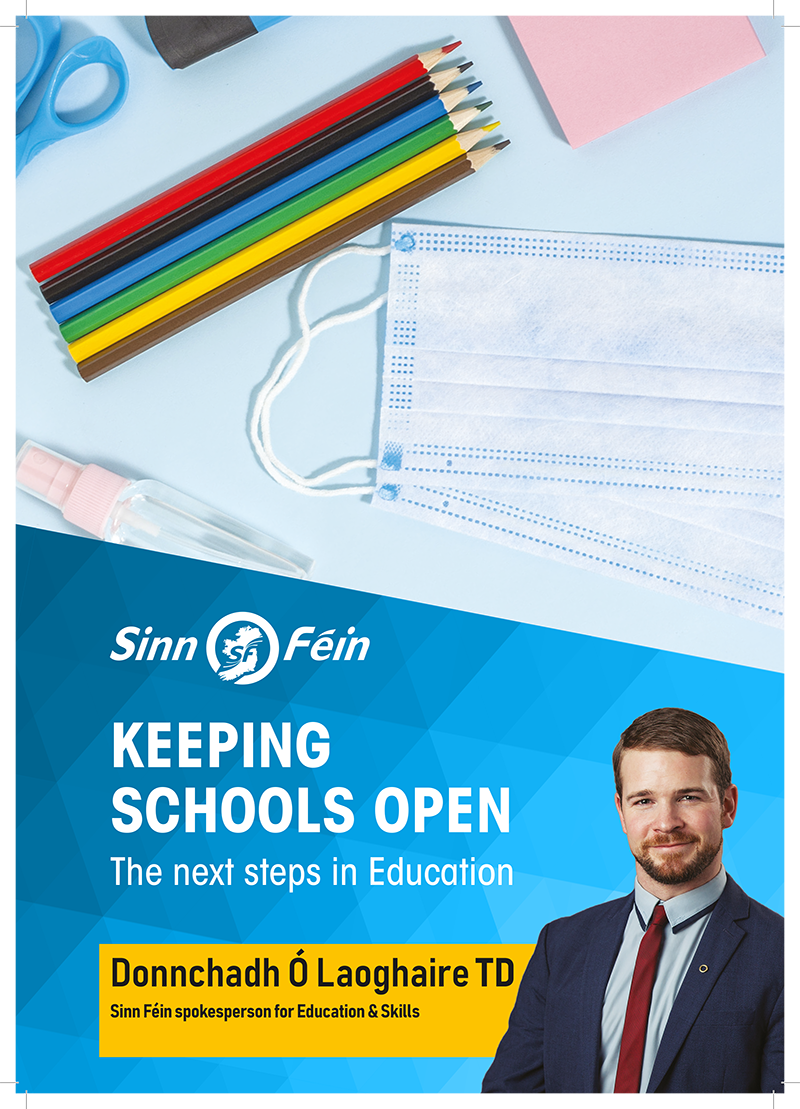 Sinn SF Féin
KEEPING
SCHOOLS OPEN
The next steps in Education
Donnchadh Ó Laoghaire TD
Sinn Féin spokesperson for Education & Skills